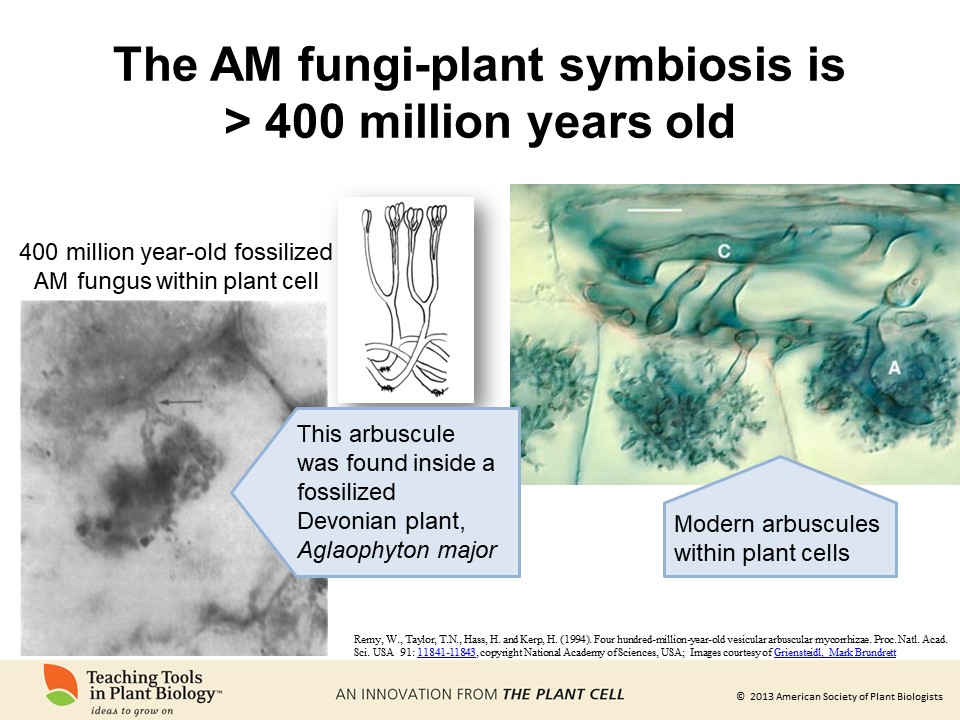 The AM fungi-plant symbiosis is
> 400 million years old
400 million year-old fossilized
AM fungus within plant cell
C
A
This arbuscule
was found inside a
fossilized
Devonian plant,
Aglaophyton major
Modern arbuscules
within plant cells
Remy, W., Taylor, T.N., Hass, H. and Kerp, H. (1994). Four hundred-million-year-old vesicular arbuscular mycorrhizae. Proc. Natl. Acad.
Sci. USA 91: 11841-11843, copyright National Academy of Sciences, USA; Images courtesy of Griensteidl, Mark Brundrett
Teaching Tools
in Plant Biology™
ideas to grow on
AN INNOVATION FROM THE PLANT CELL
© 2013 American Society of Plant Biologists